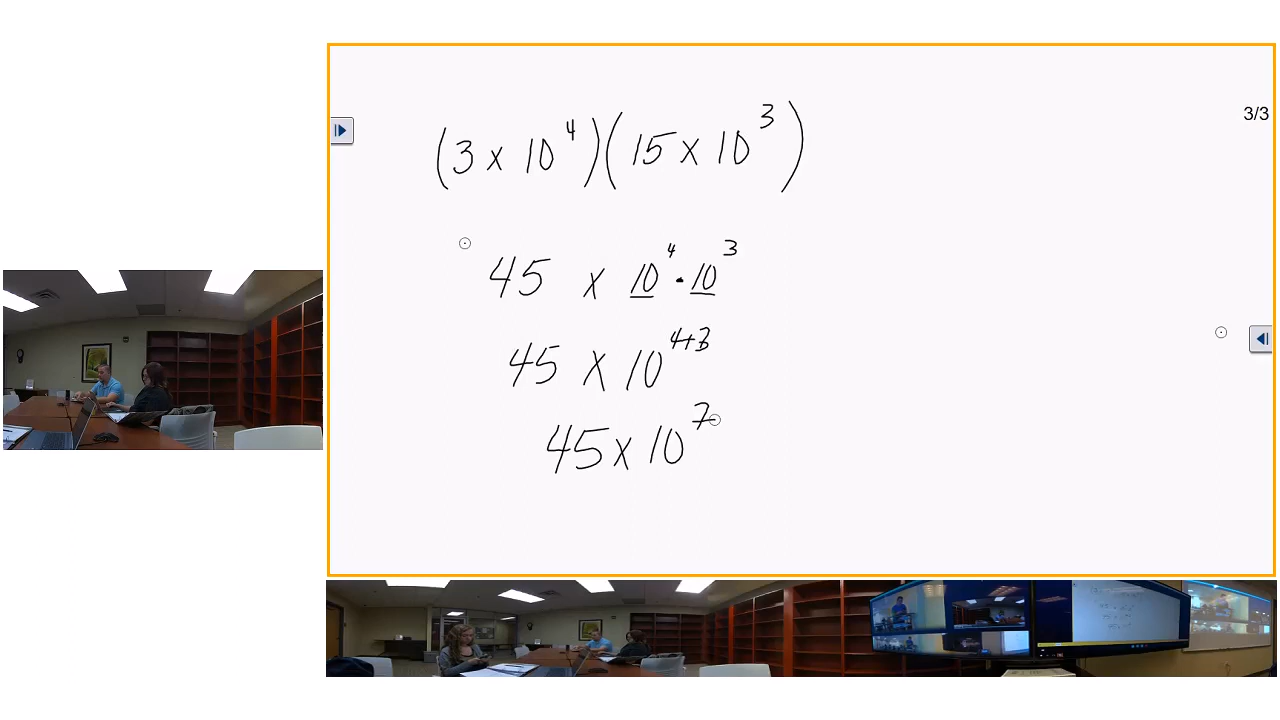 3/3
(3 x 10⁴)(15 x 10³)
45 x 10⁴ · 10³
45 x 10⁴⁺³
45 x 10⁷